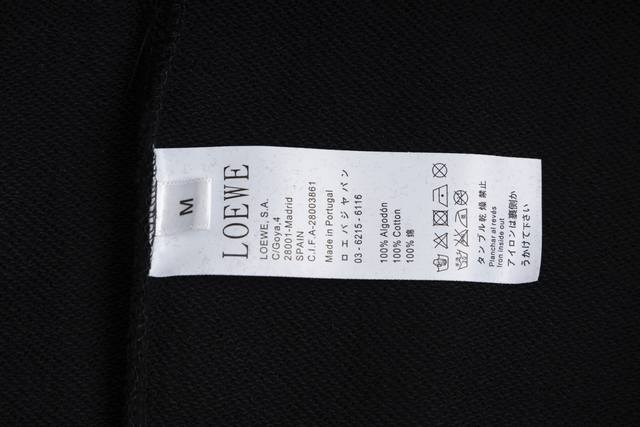 M
LOEWE
LOEWE, S.A.
C/Goya,4
28001-Madrid
SPAIN
C.I.F.A-28003861
Made in Portugal
ロエバジャパン
03-6215-6116
100% Algodón
100% Cotton
100% 錦
タンブル乾燥禁止
Planchar al revés
Iron inside out
アイロンは裏側か
うかけて下さい